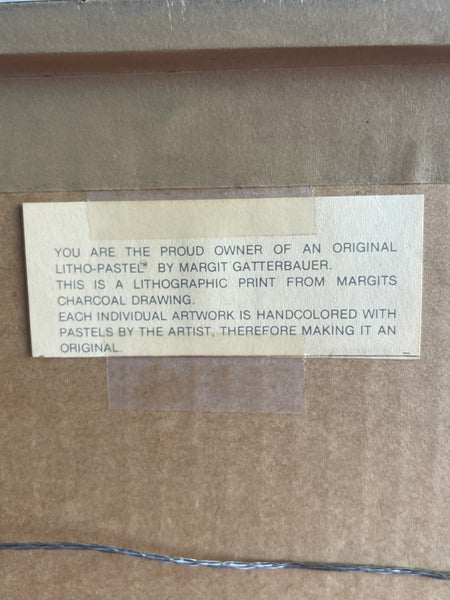 YOU ARE THE PROUD OWNER OF AN ORIGINAL
LITHO-PASTEL™ BY MARGIT GATTERBAUER.
THIS IS A LITHOGRAPHIC PRINT FROM MARGITS
CHARCOAL DRAWING.
EACH INDIVIDUAL ARTWORK IS HANDCOLORED WITH
PASTELS BY THE ARTIST, THEREFORE MAKING IT AN
ORIGINAL.